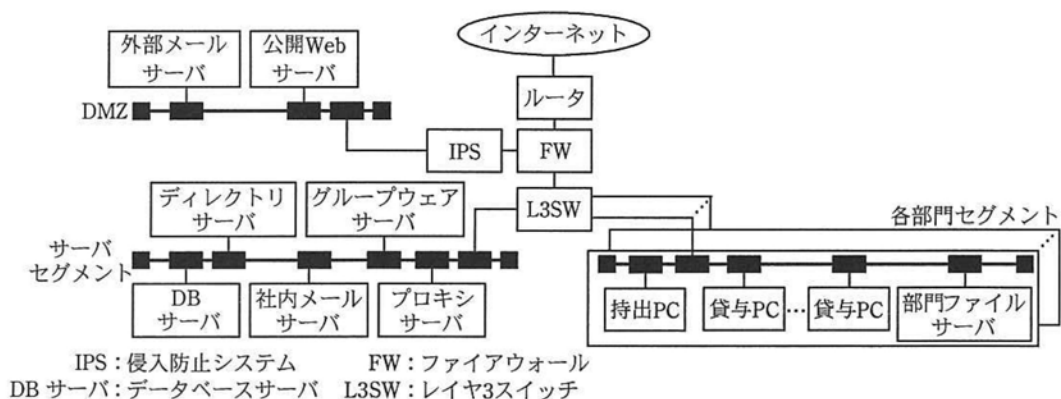 インターネット
外部メール
サーバ
公開Web
サーバ
ルータ
DMZ
IPS
FW
ディレクトリ
サーバ
グループウェア
サーバ
L3SW
各部門セグメント
サーバ
セグメント
DB
サーバ
社内メール
サーバ
プロキシ
サーバ
持出PC
貸与PC
…
貸与PC
部門ファイル
サーバ
IPS：侵入防止システム FW：ファイアウォール
DB サーバ：データベースサーバ L3SW：レイヤ3スイッチ